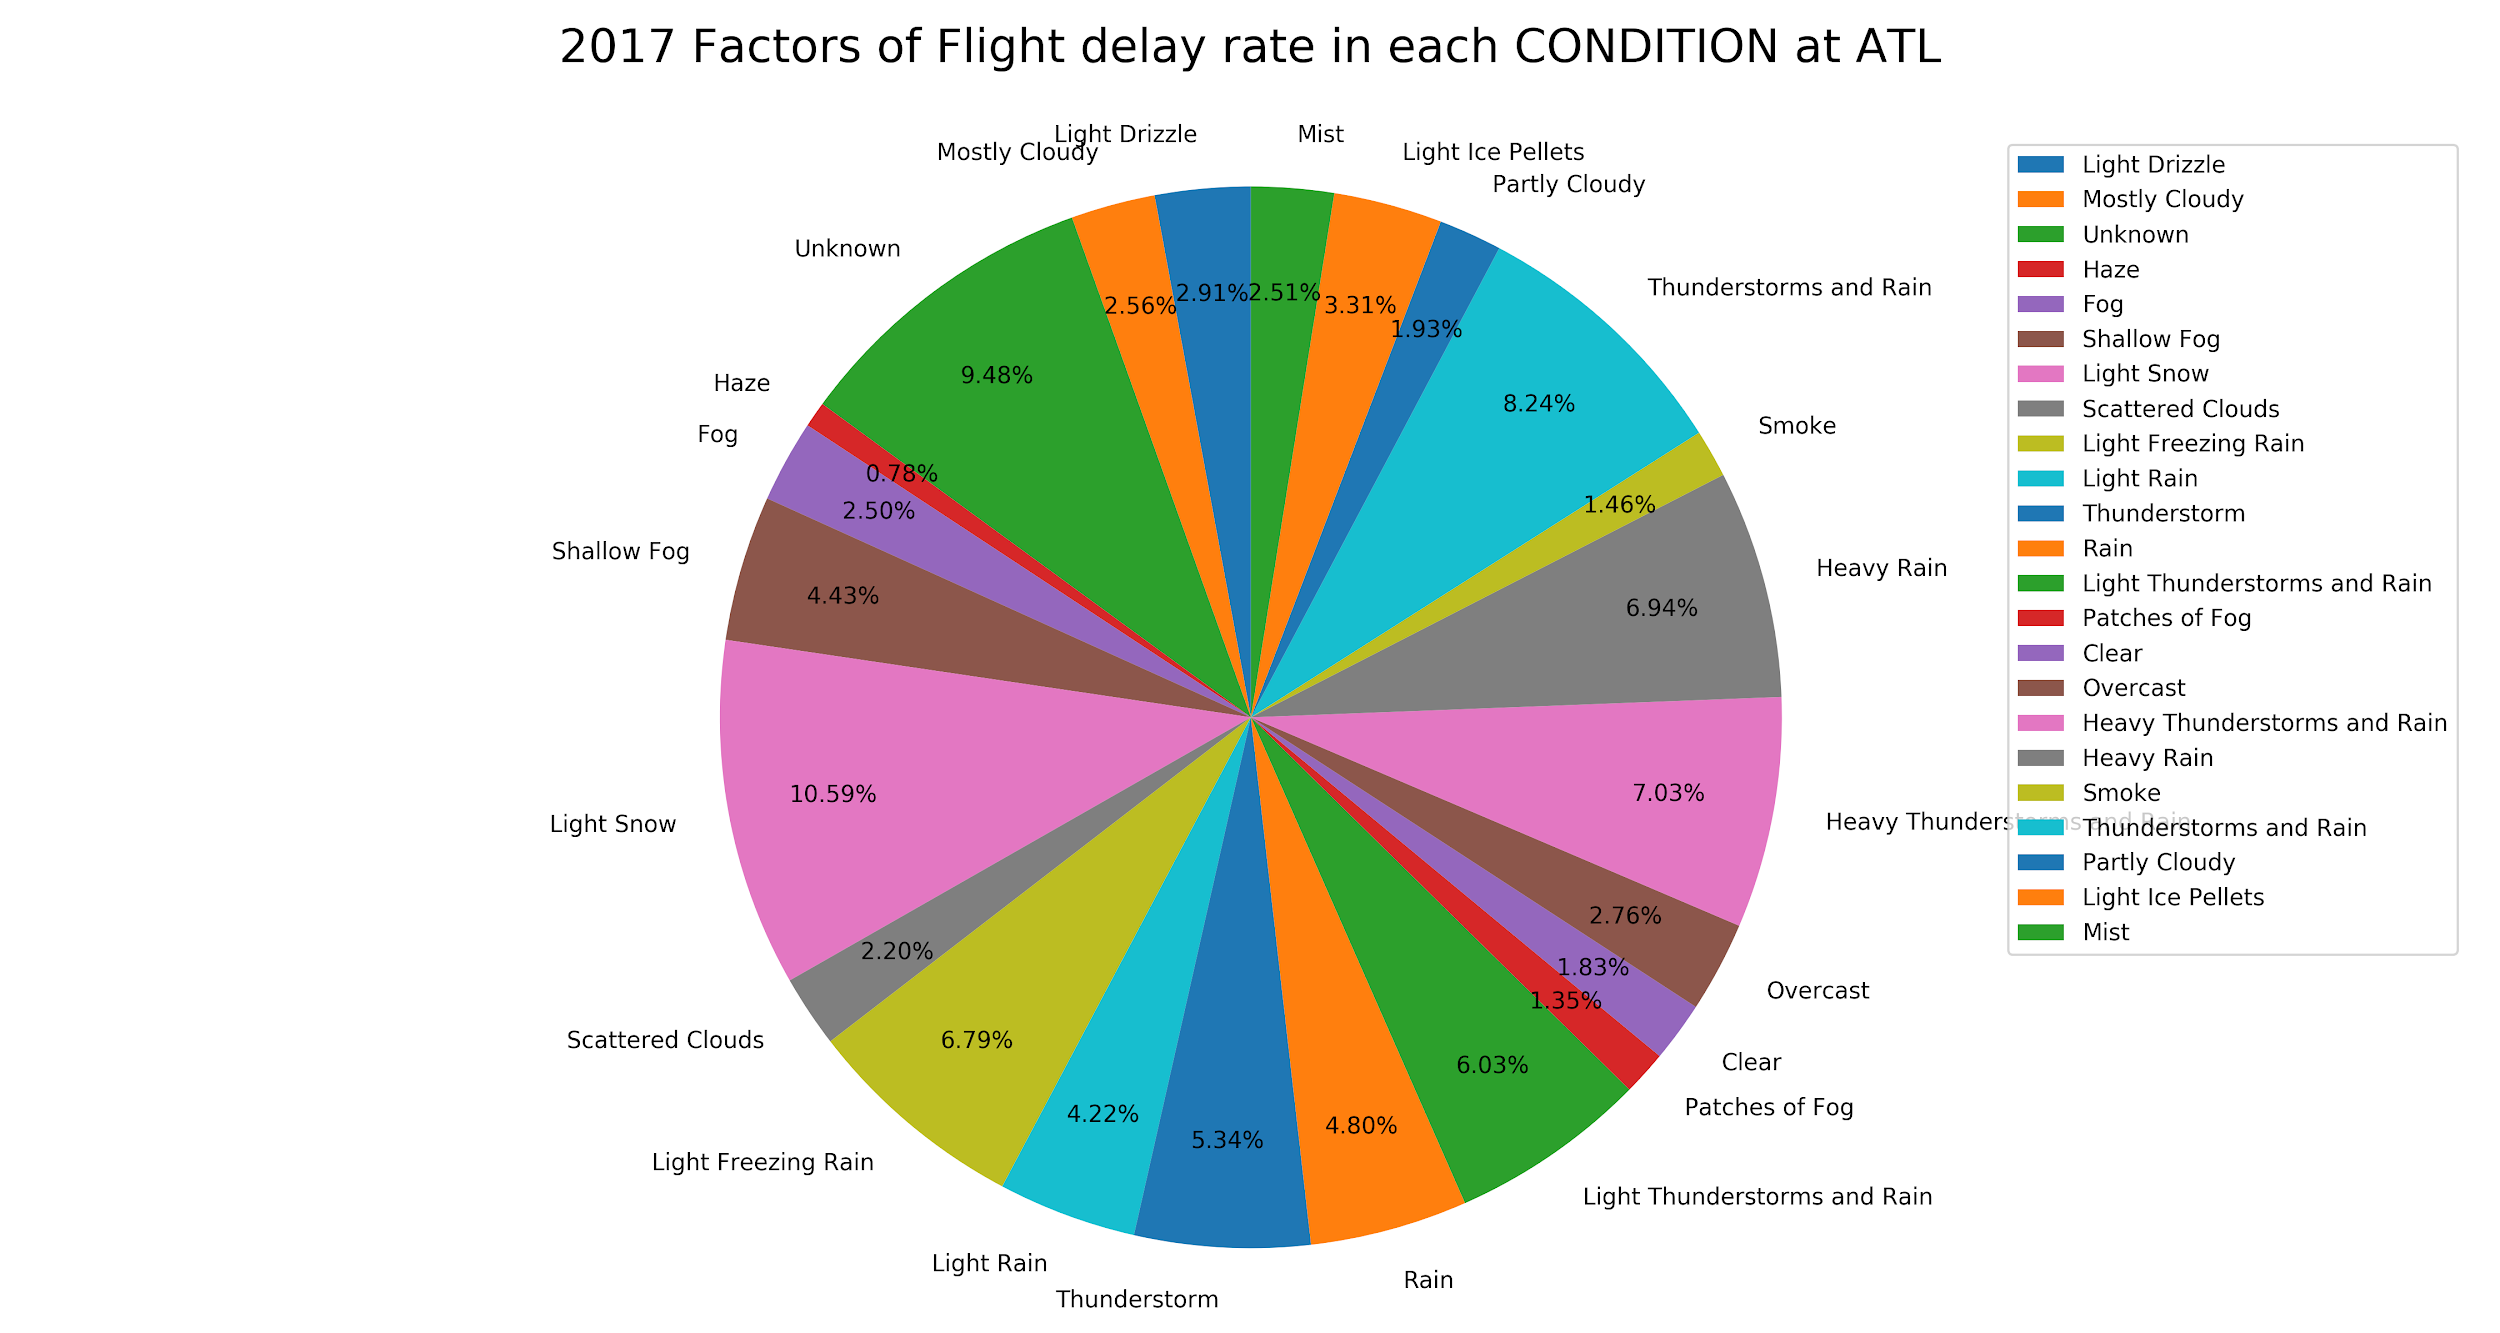 2017 Factors of Flight delay rate in each CONDITION at ATL
Light Drizzle
Mist
Mostly Cloudy
Light Ice Pellets
Partly Cloudy
Unknown
Thunderstorms and Rain
Haze
Smoke
Fog
Shallow Fog
Heavy Rain
Light Snow
Heavy Thunderstorms and Rain
Scattered Clouds
Overcast
Clear
Patches of Fog
Light Freezing Rain
Light Thunderstorms and Rain
Light Rain
Rain
Thunderstorm
2.91%
2.51%
2.56%
3.31%
1.93%
9.48%
8.24%
0.78%
1.46%
2.50%
4.43%
6.94%
10.59%
7.03%
2.20%
2.76%
1.83%
1.35%
6.79%
6.03%
4.22%
4.80%
5.34%
Light Drizzle
Mostly Cloudy
Unknown
Haze
Fog
Shallow Fog
Light Snow
Scattered Clouds
Light Freezing Rain
Light Rain
Thunderstorm
Rain
Light Thunderstorms and Rain
Patches of Fog
Clear
Overcast
Heavy Thunderstorms and Rain
Heavy Rain
Smoke
Thunderstorms and Rain
Partly Cloudy
Light Ice Pellets
Mist